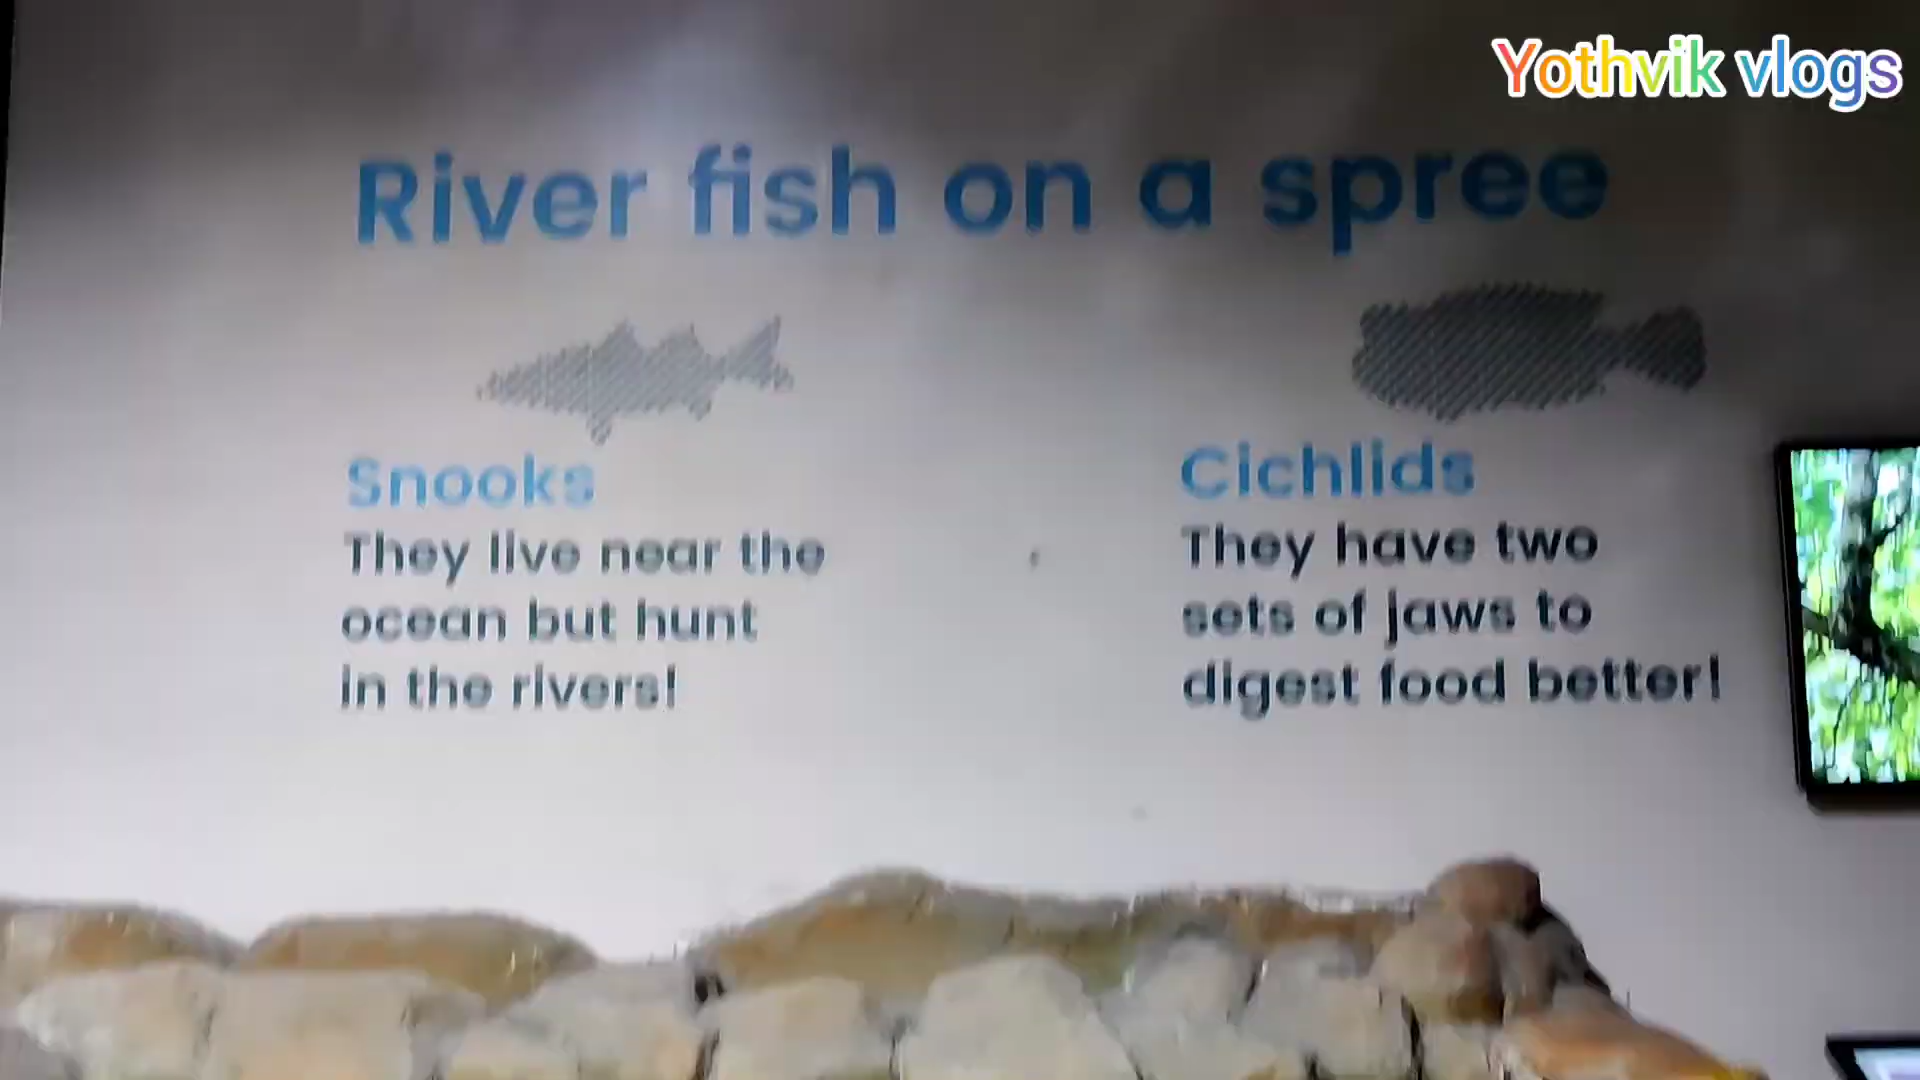 Yothvik vlogs
River fish on a spree
Snooks
They live near the
ocean but hunt
in the rivers!
Cichlids
They have two
sets of jaws to
digest food better!